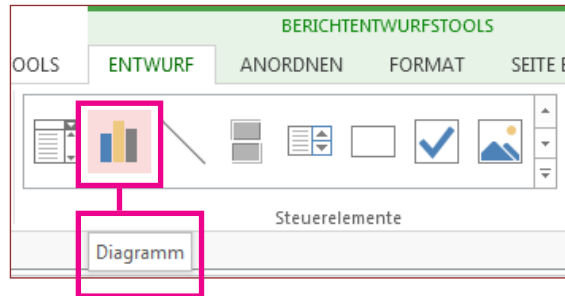 BERICHTENTWURFSTOOLS
OOLS ENTWURF ANORDNEN FORMAT SEITE
Steuerelemente
Diagramm